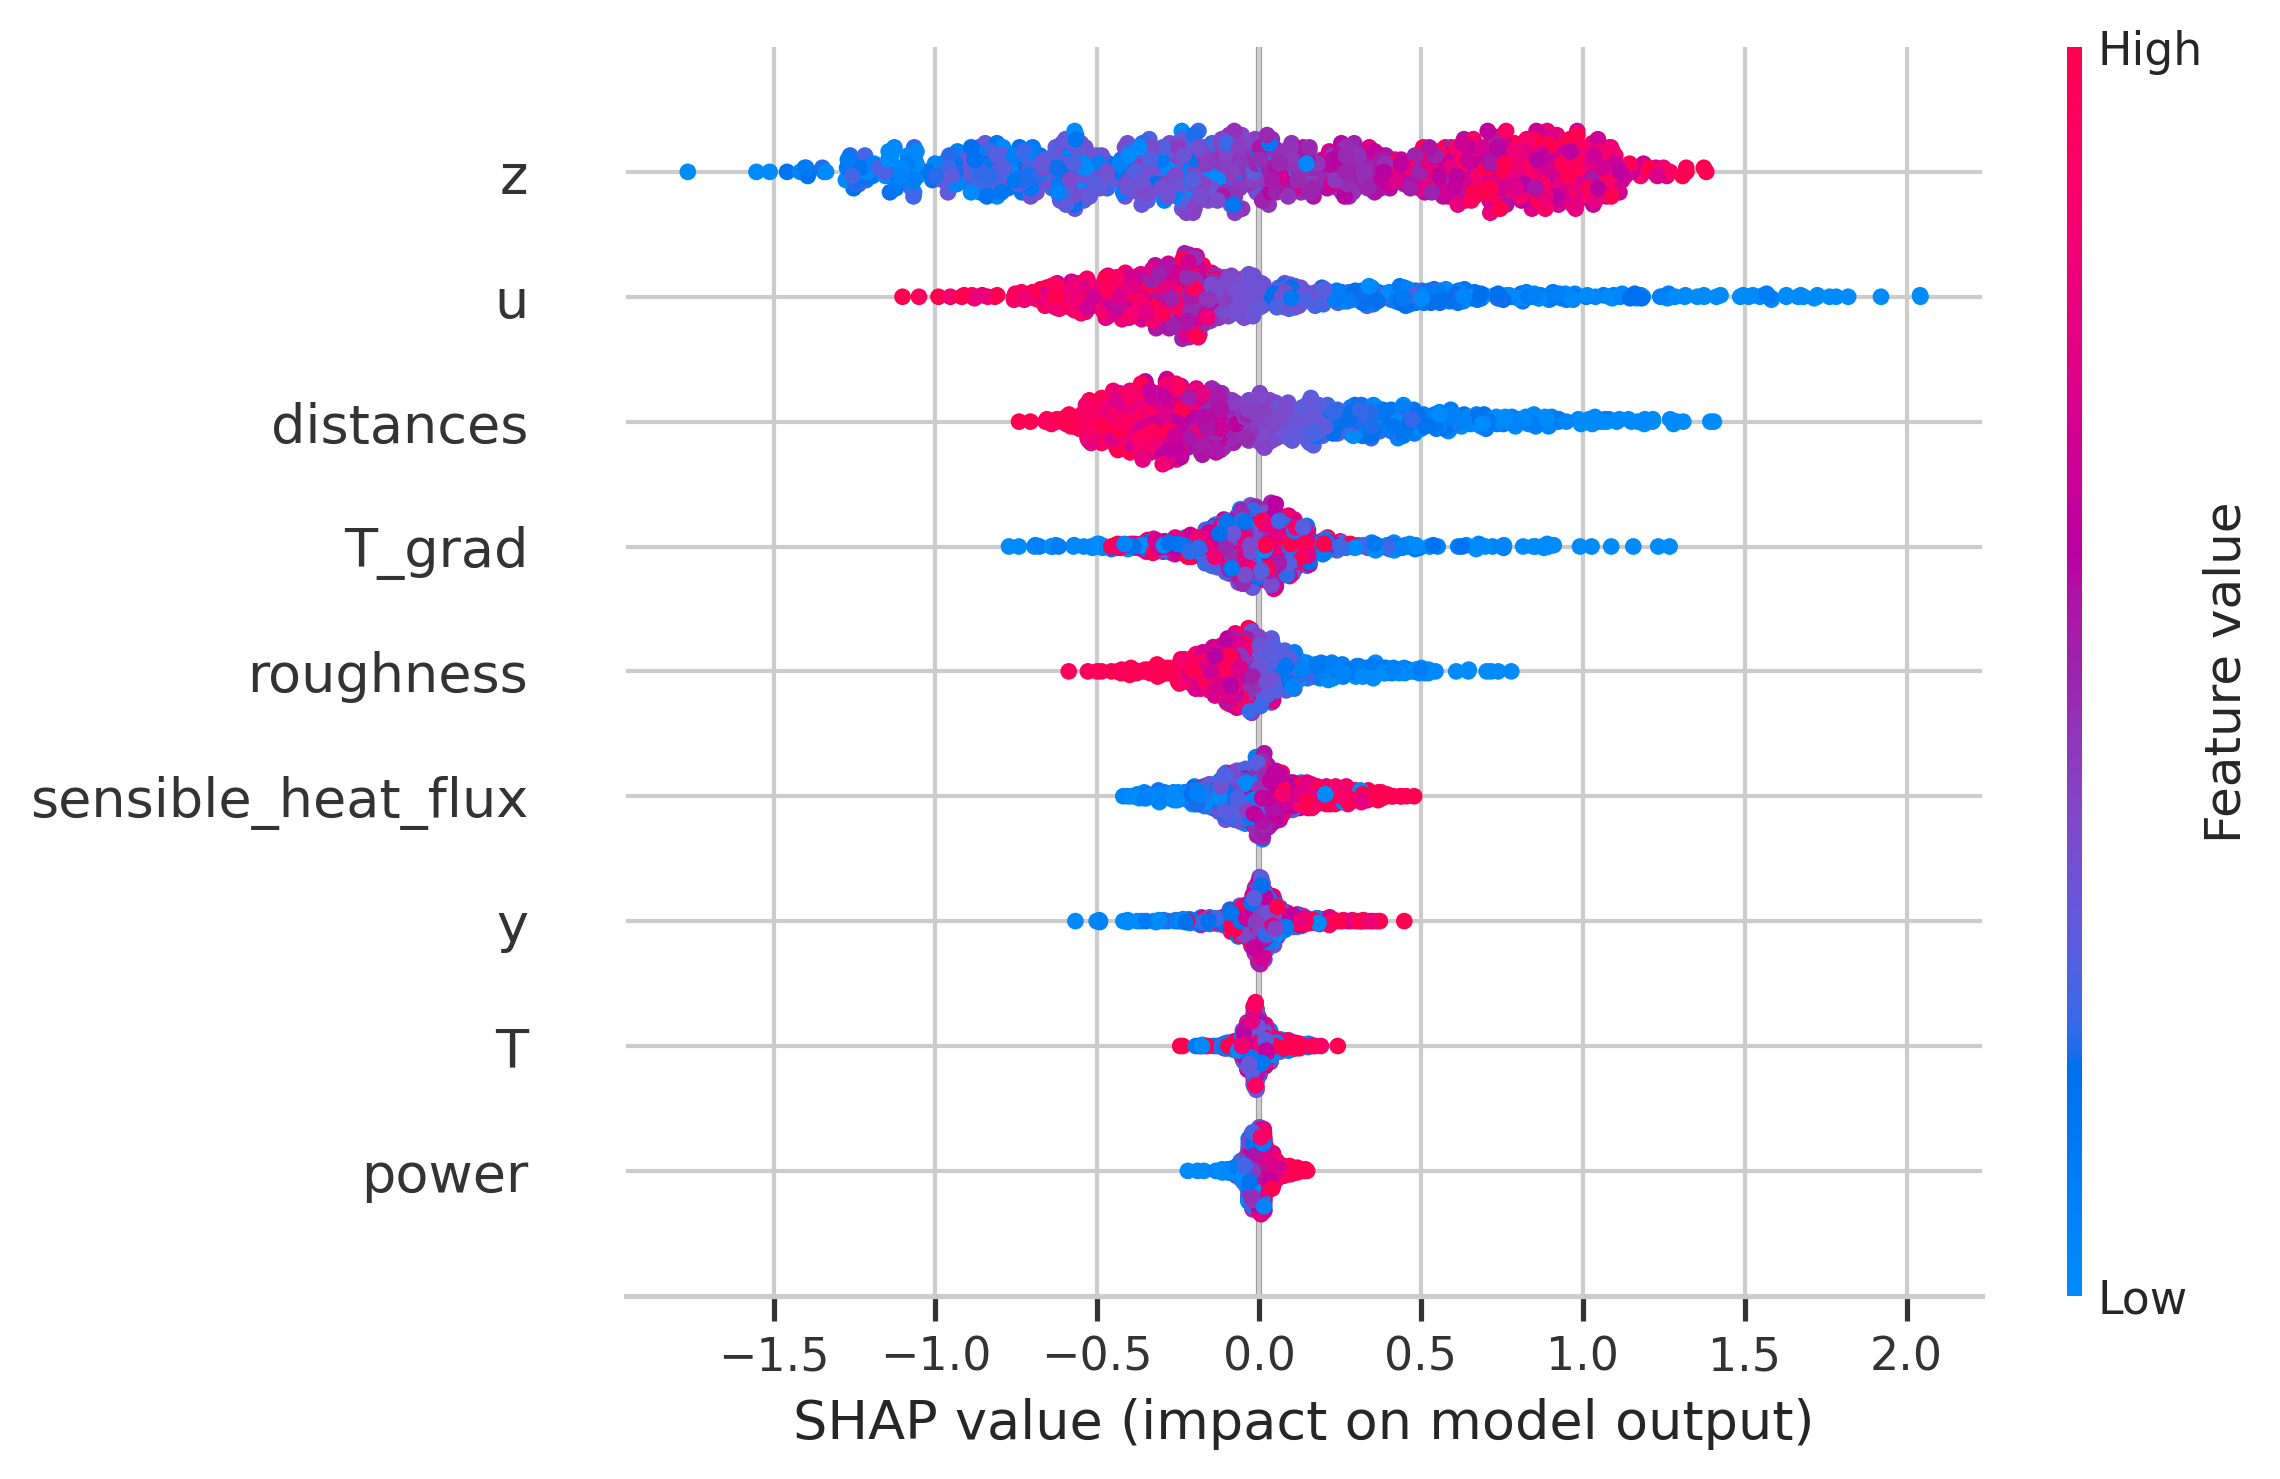 High
z
u
distances
T_grad
roughness
sensible_heat_flux
y
T
power
Feature value
Low
−1.5 −1.0 −0.5 0.0 0.5 1.0 1.5 2.0
SHAP value (impact on model output)